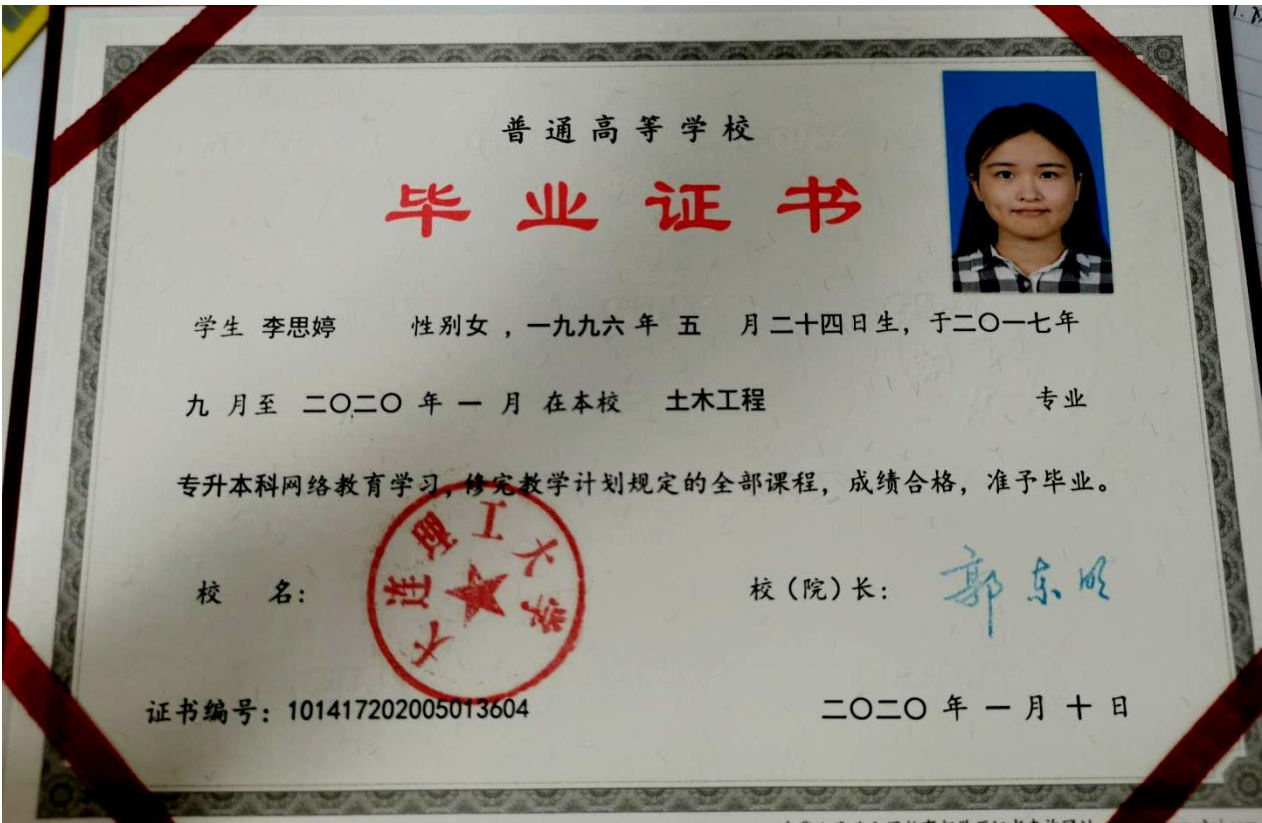 普通高等学校
毕业证书
学生 李思婷 性别女，一九九六年 五 月二十四日生，于二〇一七年
九 月至 二〇二〇 年 一 月 在本校 土木工程 专业
专升本科网络教育学习，修完教学计划规定的全部课程，成绩合格，准予毕业。
校 名：
大连理工大学
校（院）长：
郭东明
证书编号：101417202005013604
二〇二〇 年 一 月 十 日